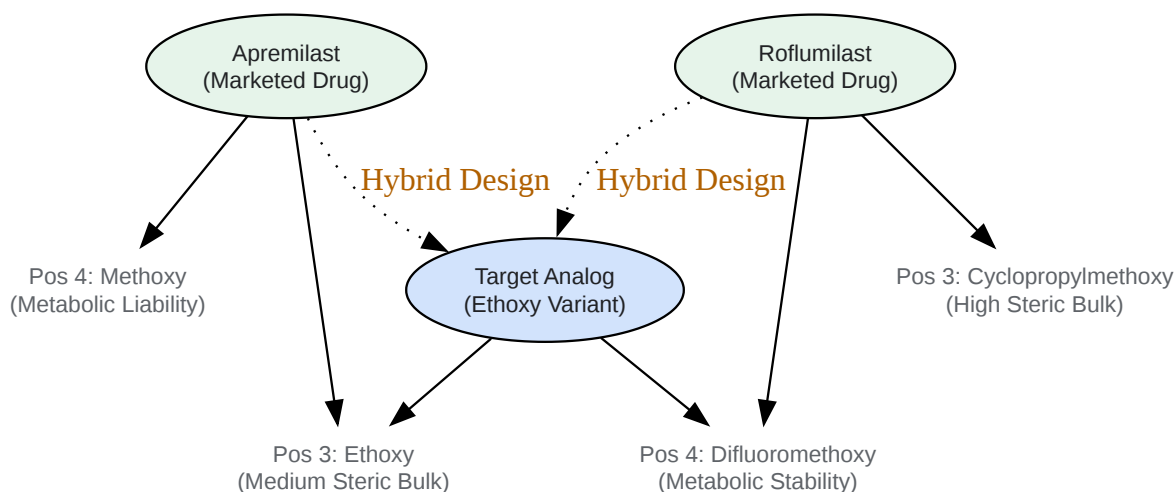 Apremilast
(Marketed Drug)
Roflumilast
(Marketed Drug)
Hybrid Design
Hybrid Design
Pos 4: Methoxy
(Metabolic Liability)
Target Analog
(Ethoxy Variant)
Pos 3: Cyclopropylmethoxy
(High Steric Bulk)
Pos 3: Ethoxy
(Medium Steric Bulk)
Pos 4: Difluoromethoxy
(Metabolic Stability)